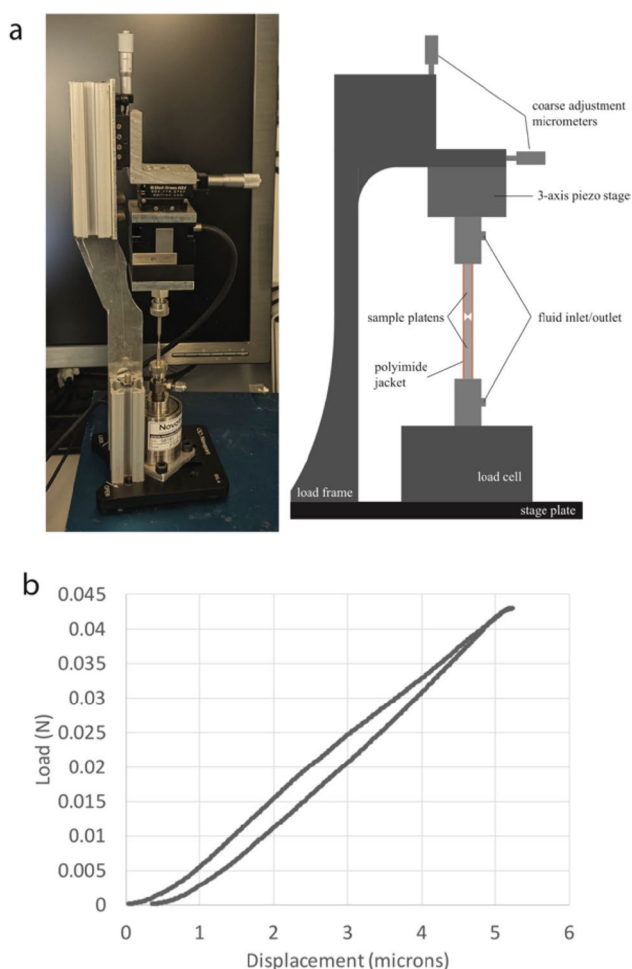 a
Novat
coarse adjustment
micrometers
3-axis piezo stage
sample platens
fluid inlet/outlet
polyimide
jacket
load cell
load frame
stage plate
b
0.045
0.04
0.035
0.03
0.025
0.02
0.015
0.01
0.005
0
Load (N)
0
1
2
3
4
5
6
Displacement (microns)